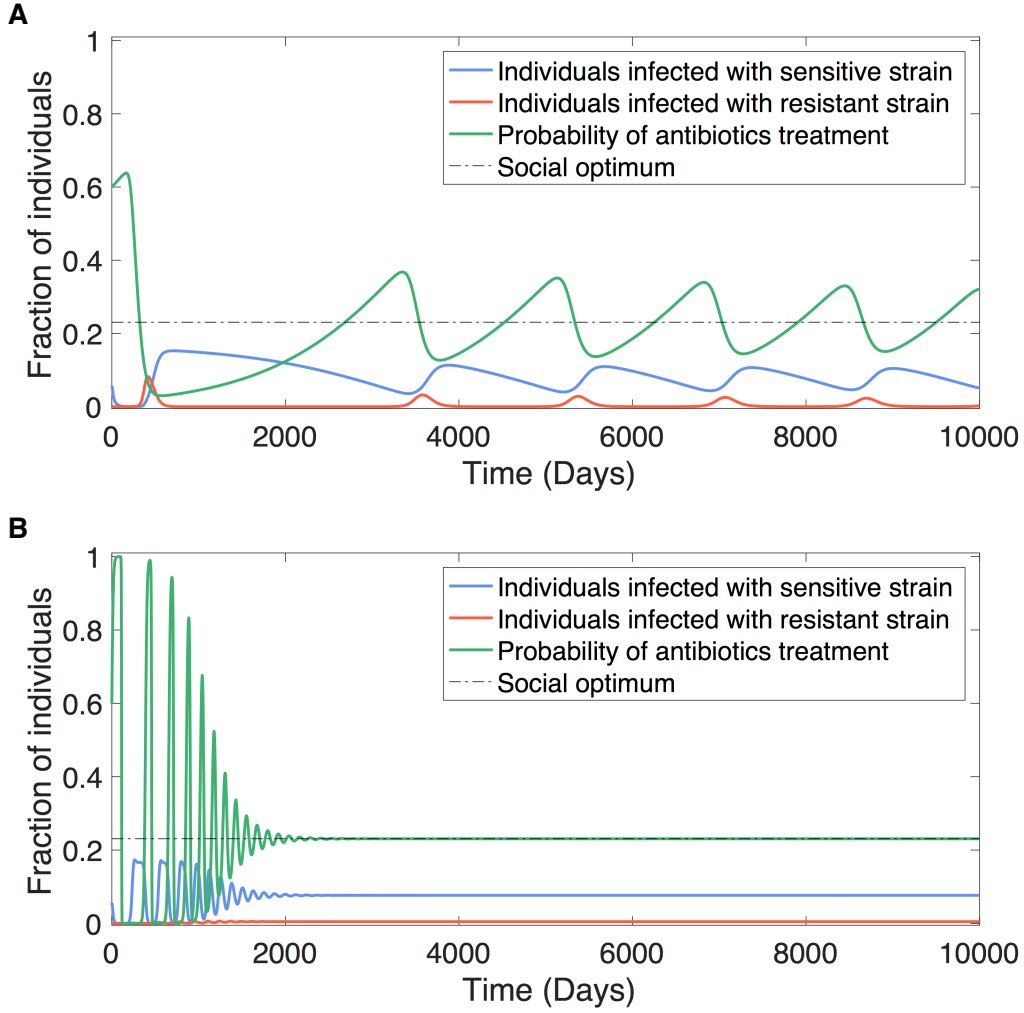 A
1
0.8
0.6
0.4
0.2
0
Fraction of individuals
Individuals infected with sensitive strain
Individuals infected with resistant strain
Probability of antibiotics treatment
Social optimum
0 2000 4000 6000 8000 10000
Time (Days)
B
1
0.8
0.6
0.4
0.2
0
Fraction of individuals
Individuals infected with sensitive strain
Individuals infected with resistant strain
Probability of antibiotics treatment
Social optimum
0 2000 4000 6000 8000 10000
Time (Days)